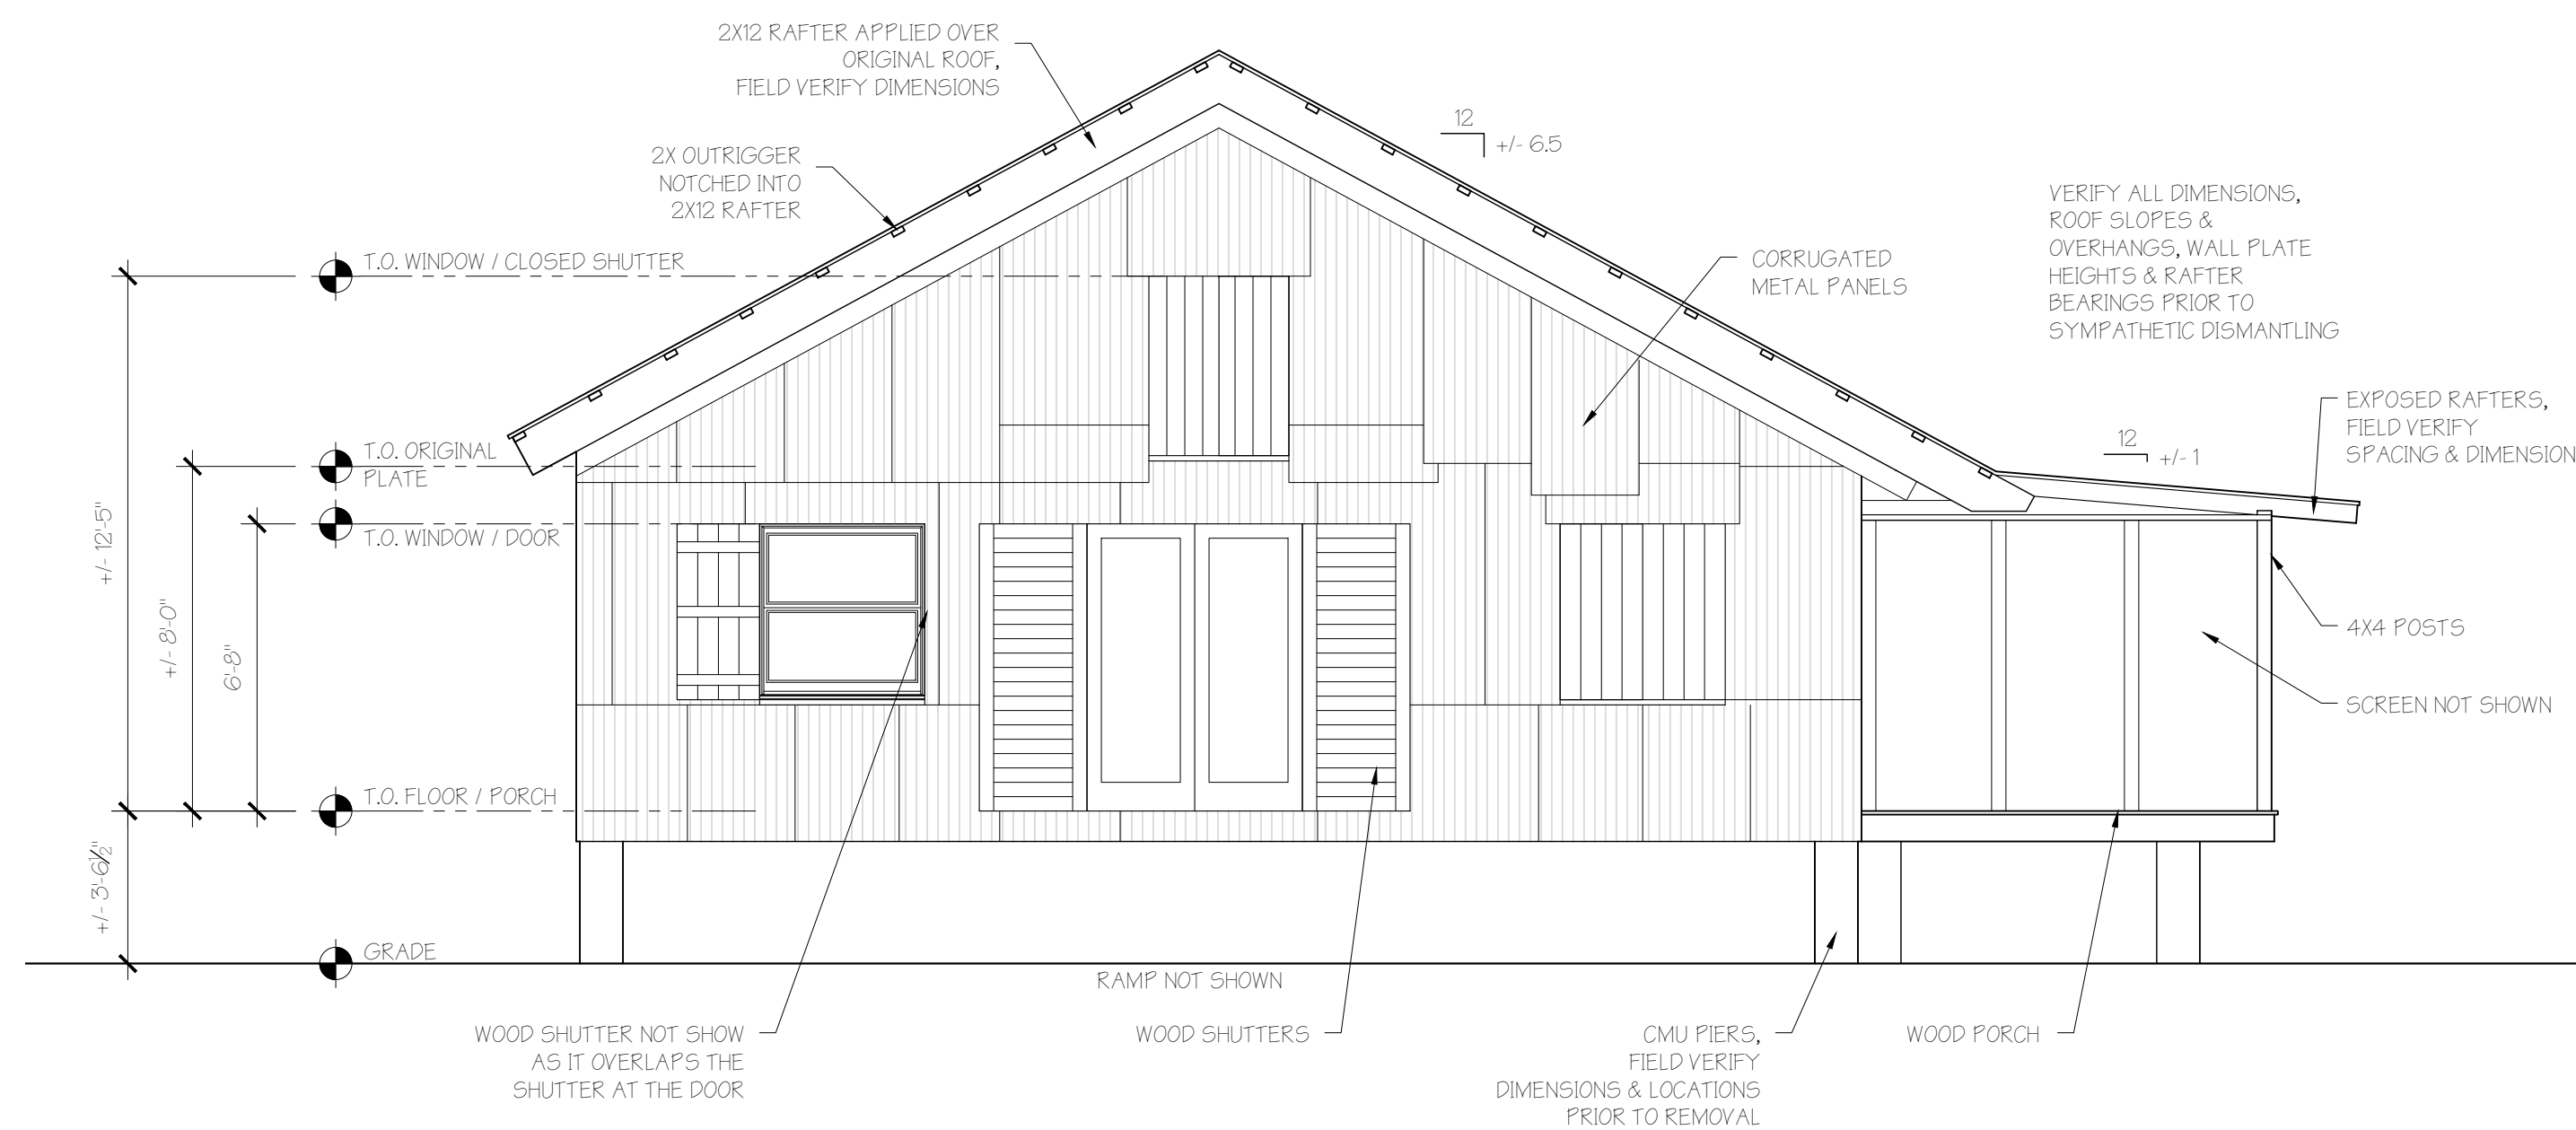 2X12 RAFTER APPLIED OVER
ORIGINAL ROOF,
FIELD VERIFY DIMENSIONS
2X OUTRIGGER
NOTCHED INTO
2X12 RAFTER
12
+/- 6.5
VERIFY ALL DIMENSIONS,
ROOF SLOPES &
OVERHANGS, WALL PLATE
HEIGHTS & RAFTER
BEARINGS PRIOR TO
SYMPATHETIC DISMANTLING
CORRUGATED
METAL PANELS
T.O. WINDOW / CLOSED SHUTTER
T.O. ORIGINAL
PLATE
T.O. WINDOW / DOOR
12
+/- 1
EXPOSED RAFTERS,
FIELD VERIFY
SPACING & DIMENSION
+/- 12'-5"
+/- 8'-0"
6'-8"
4X4 POSTS
SCREEN NOT SHOWN
T.O. FLOOR / PORCH
+/- 3'-6½"
GRADE
RAMP NOT SHOWN
WOOD SHUTTER NOT SHOW
AS IT OVERLAPS THE
SHUTTER AT THE DOOR
WOOD SHUTTERS
CMU PIERS,
FIELD VERIFY
DIMENSIONS & LOCATIONS
PRIOR TO REMOVAL
WOOD PORCH